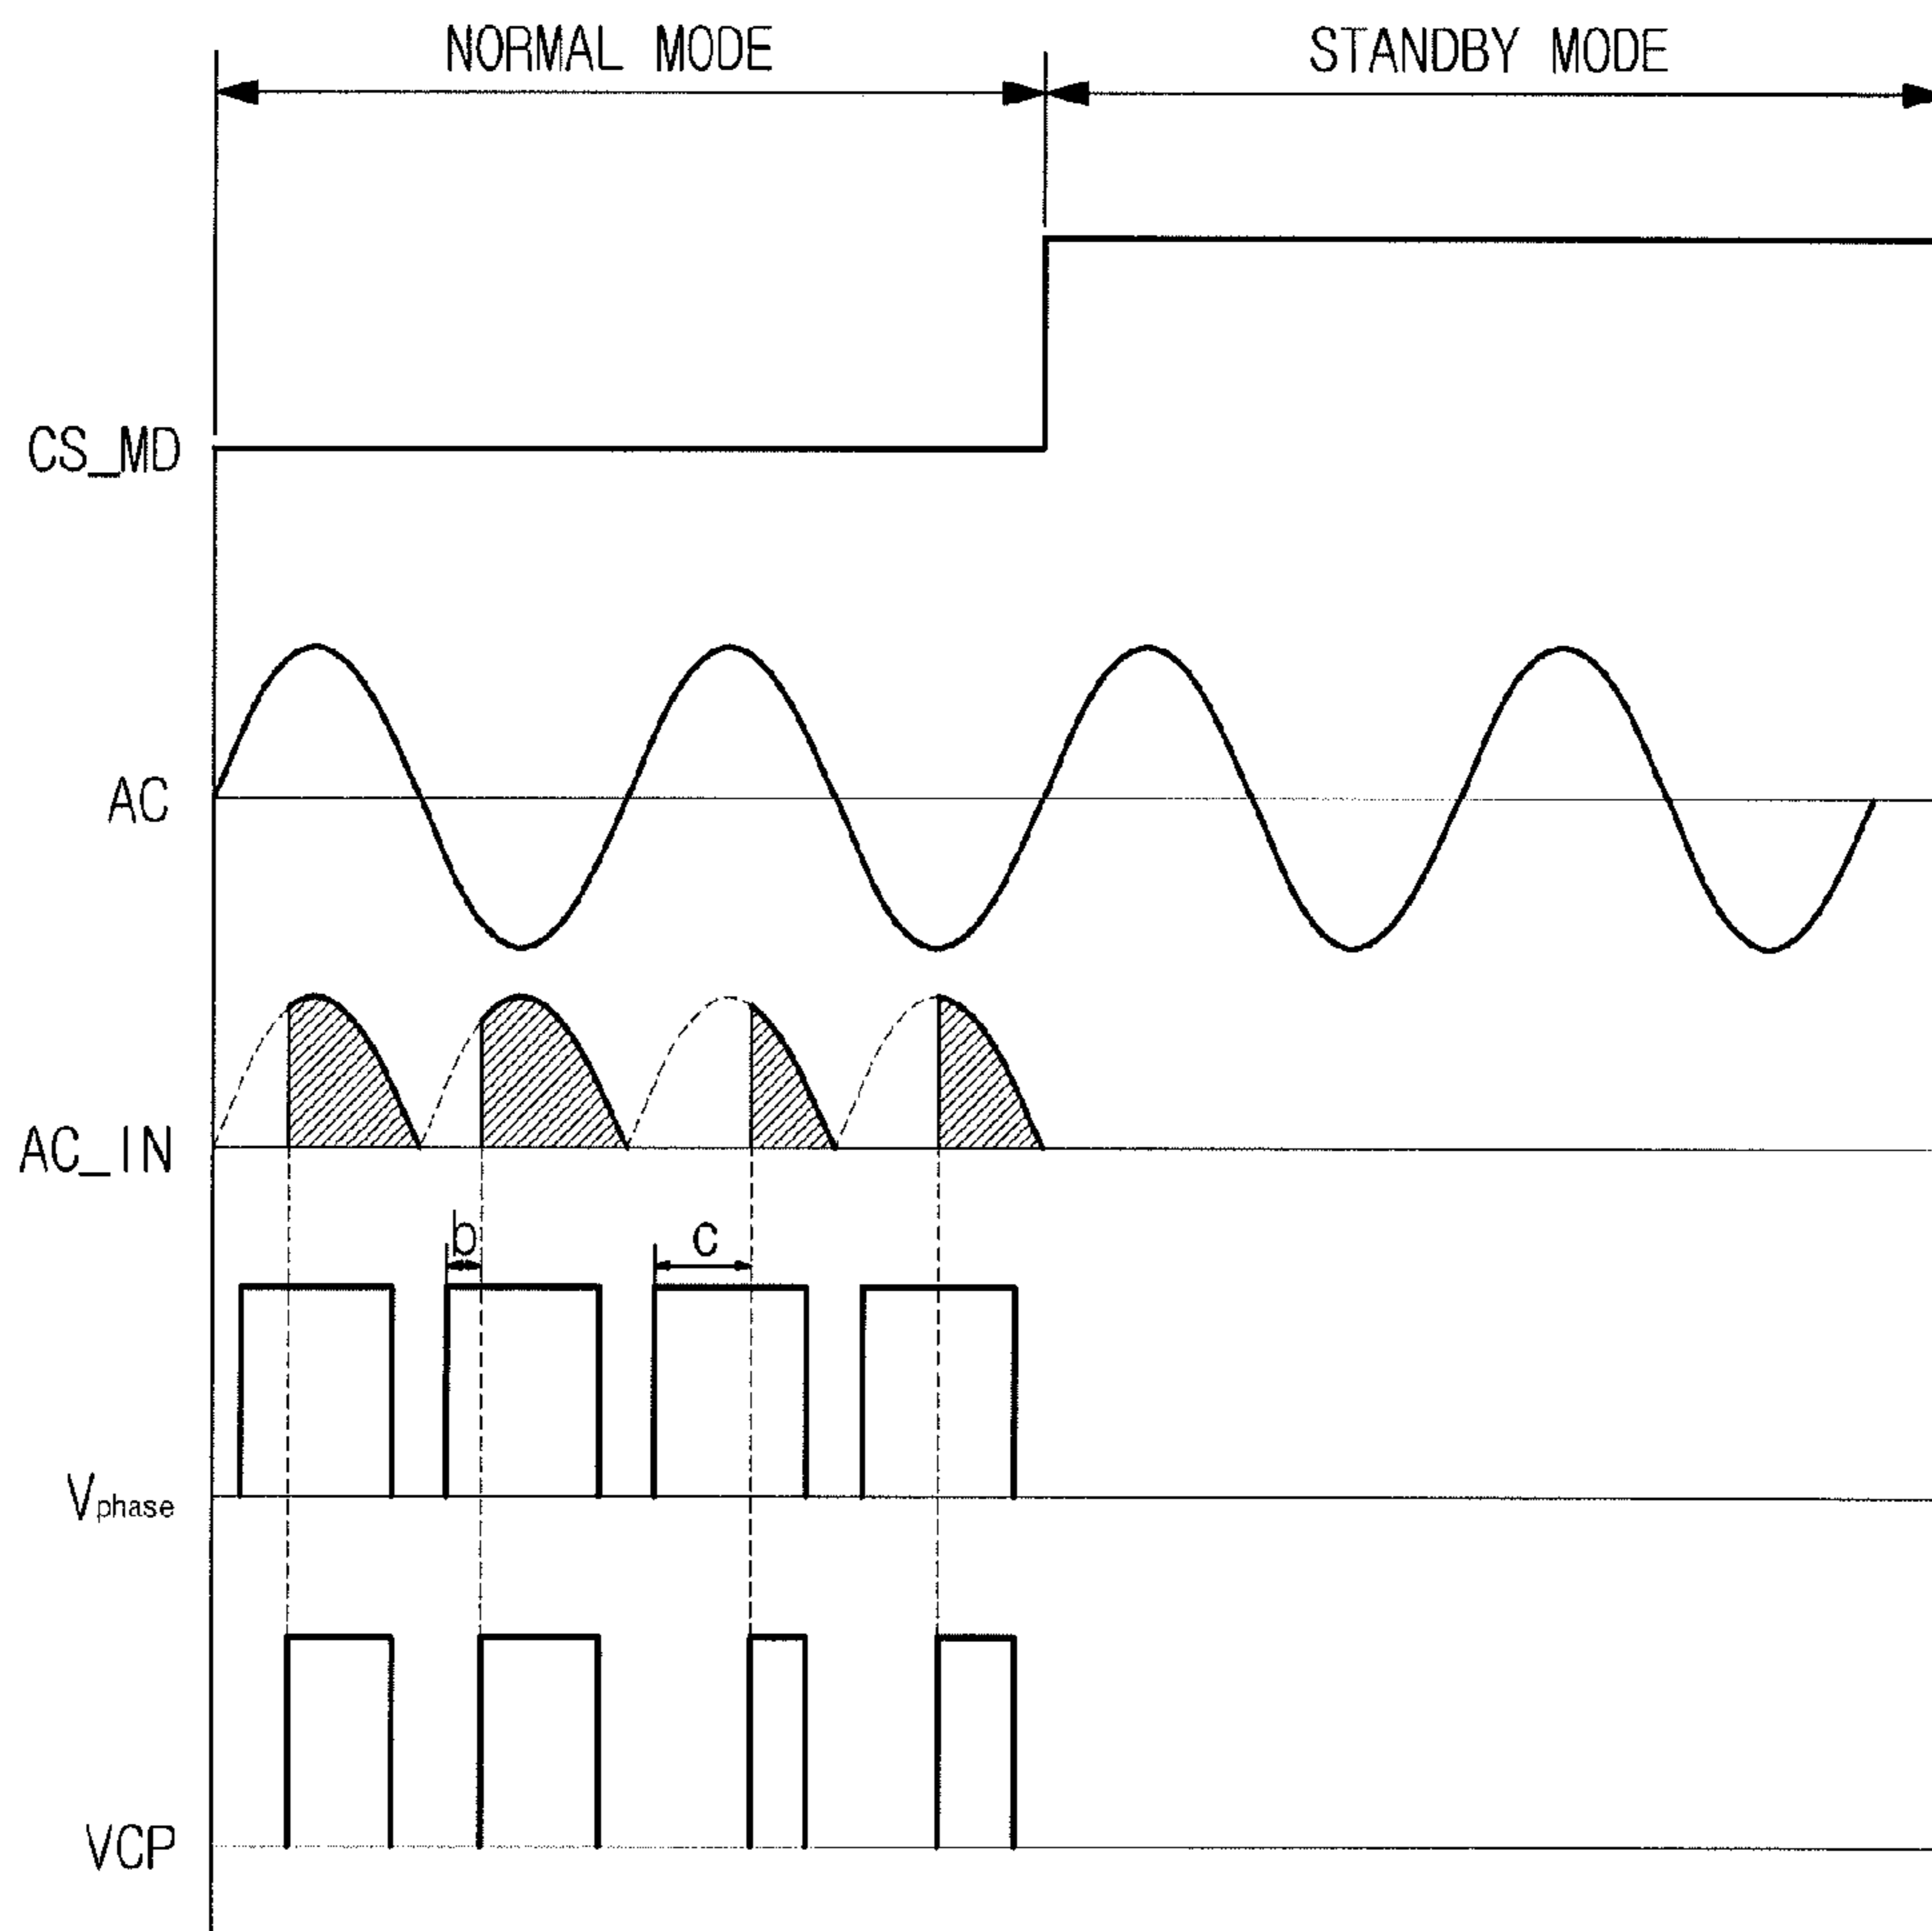 NORMAL MODE
STANDBY MODE
CS_MD
AC
AC_IN
b
c
Vphase
VCP